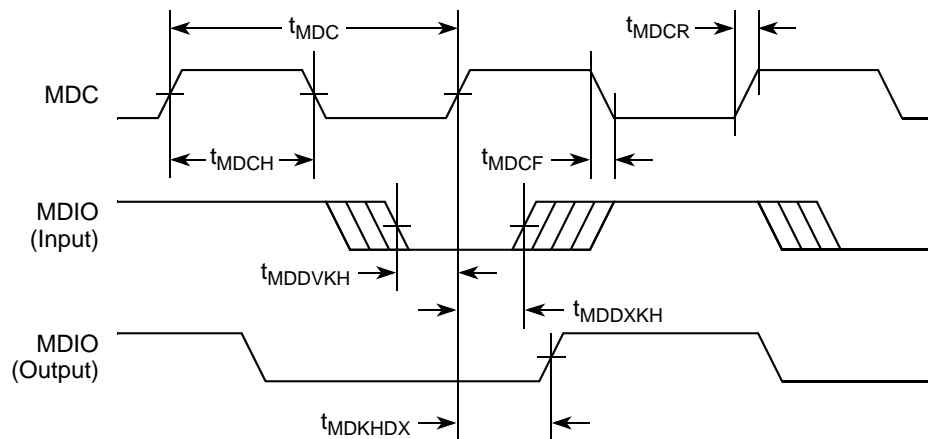 tMDC
tMDCR
MDC
tMDCH
tMDCF
MDIO
(Input)
tMDDVKH
tMDDXKH
MDIO
(Output)
tMDKHDX